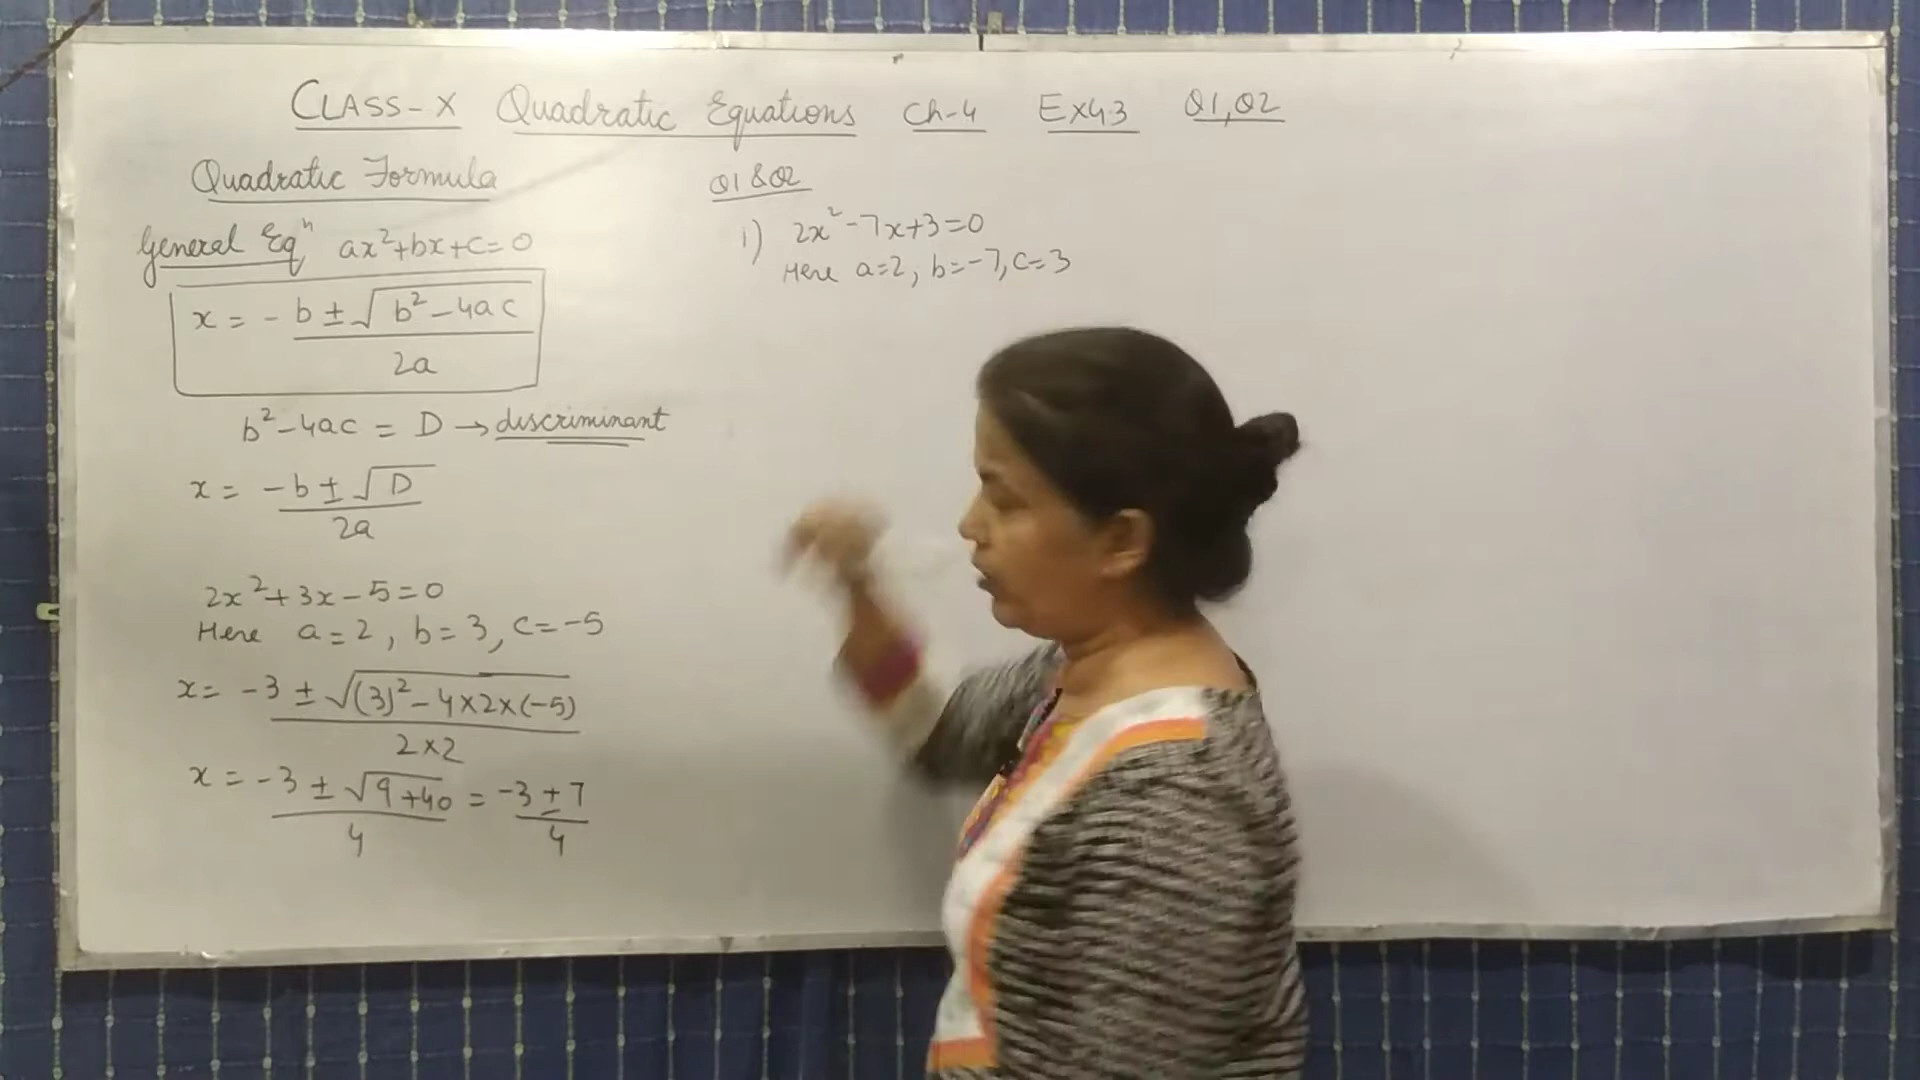 CLASS-X Quadratic Equations Ch-4 Ex4.3 Q1,Q2
Quadratic Formula
General Eqⁿ ax²+bx+c=0
x = -b ± √b²-4ac
2a
b²-4ac = D → discriminant
x = -b ± √D
2a
2x²+3x-5=0
Here a=2, b=3, c=-5
x= -3 ± √(3)²-4×2×(-5)
2×2
x = -3 ± √9+40 = -3 ± 7
4 4
Q1 & Q2
i) 2x²-7x+3=0
Here a=2, b=-7, c=3